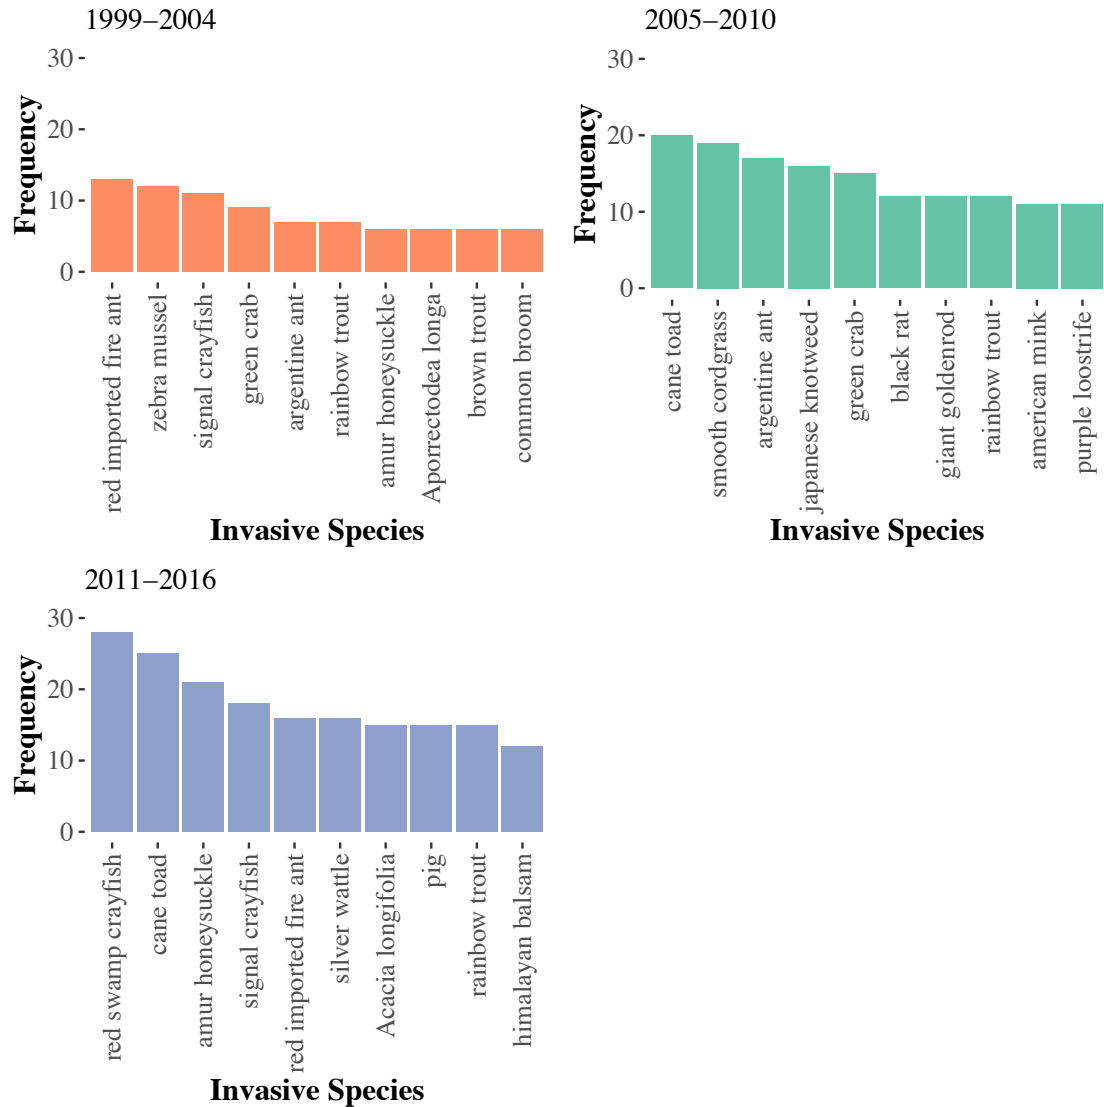 1999–2004
30
20
10
0
Frequency
red imported fire ant
zebra mussel
signal crayfish
green crab
argentine ant
rainbow trout
amur honeysuckle
Aporrectodea longa
brown trout
common broom
Invasive Species
2005–2010
30
20
10
0
Frequency
cane toad
smooth cordgrass
argentine ant
japanese knotweed
green crab
black rat
giant goldenrod
rainbow trout
american mink
purple loostrife
Invasive Species
2011–2016
30
20
10
0
Frequency
red swamp crayfish
cane toad
amur honeysuckle
signal crayfish
red imported fire ant
silver wattle
Acacia longifolia
pig
rainbow trout
himalayan balsam
Invasive Species